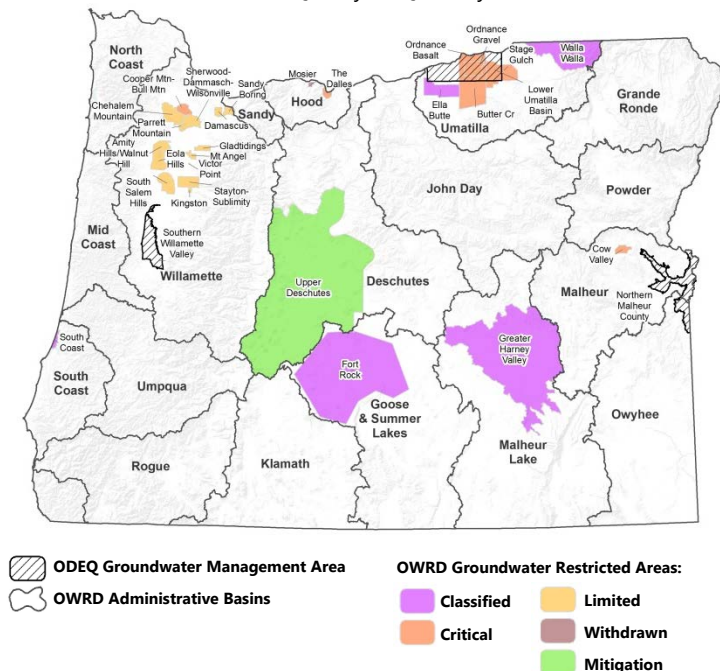 Ordnance
Gravel
Ordnance
Basalt
Stage
Gulch
Walla
Walla
North
Coast
Cooper Mtn-
Bull Mtn
Sherwood-
Dammasch-
Wilsonville
Sandy
Boring
Mosier
The
Dalles
Hood
Chehalem
Mountain
Sandy
Parrett
Mountain
Damascus
Ella
Butte
Butter Cr
Lower
Umatilla
Basin
Umatilla
Grande
Ronde
Amity
Hills/Walnut
Hill
Eola
Hills
Gladtidings
Mt Angel
Victor
Point
South
Salem
Hills
Kingston
Stayton-
Sublimity
John Day
Powder
Mid
Coast
Southern
Willamette
Valley
Willamette
Upper
Deschutes
Deschutes
Cow
Valley
Malheur
Northern
Malheur
County
South
Coast
South
Coast
Umpqua
Fort
Rock
Greater
Harney
Valley
Goose
& Summer
Lakes
Owyhee
Malheur
Lake
Rogue
Klamath
ODEQ Groundwater Management Area
OWRD Administrative Basins
OWRD Groundwater Restricted Areas:
Classified
Critical
Limited
Withdrawn
Mitigation